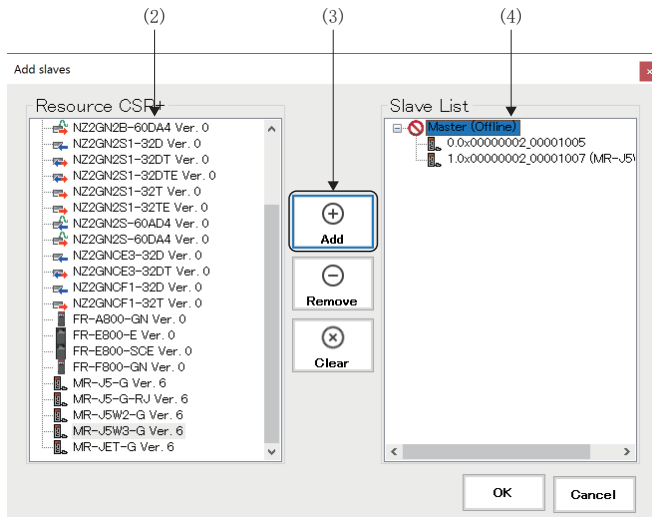 (2)
(3)
(4)
Add slaves
Resource CSP+
NZ2GN2B-60DA4 Ver. 0
NZ2GN2S1-32D Ver. 0
NZ2GN2S1-32DT Ver. 0
NZ2GN2S1-32DTE Ver. 0
NZ2GN2S1-32T Ver. 0
NZ2GN2S1-32TE Ver. 0
NZ2GN2S-60AD4 Ver. 0
NZ2GN2S-60DA4 Ver. 0
NZ2GNCE3-32D Ver. 0
NZ2GNCE3-32DT Ver. 0
NZ2GNCF1-32D Ver. 0
NZ2GNCF1-32T Ver. 0
FR-A800-GN Ver. 0
FR-E800-E Ver. 0
FR-E800-SCE Ver. 0
FR-F800-GN Ver. 0
MR-J5-G Ver. 6
MR-J5-G-RJ Ver. 6
MR-J5W2-G Ver. 6
MR-J5W3-G Ver. 6
MR-JET-G Ver. 6
Add
Remove
Clear
Slave List
Master (Offline)
0.0x00000002_00001005
1.0x00000002_00001007 (MR-J5
OK
Cancel